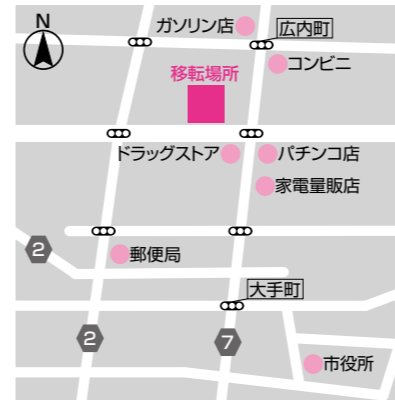 N
ガソリン店
広内町
コンビニ
移転場所
ドラッグストア
パチンコ店
家電量販店
2
郵便局
大手町
2
7
市役所